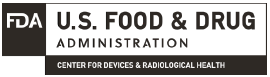 FDA
U.S. FOOD & DRUG
ADMINISTRATION
CENTER FOR DEVICES & RADIOLOGICAL HEALTH